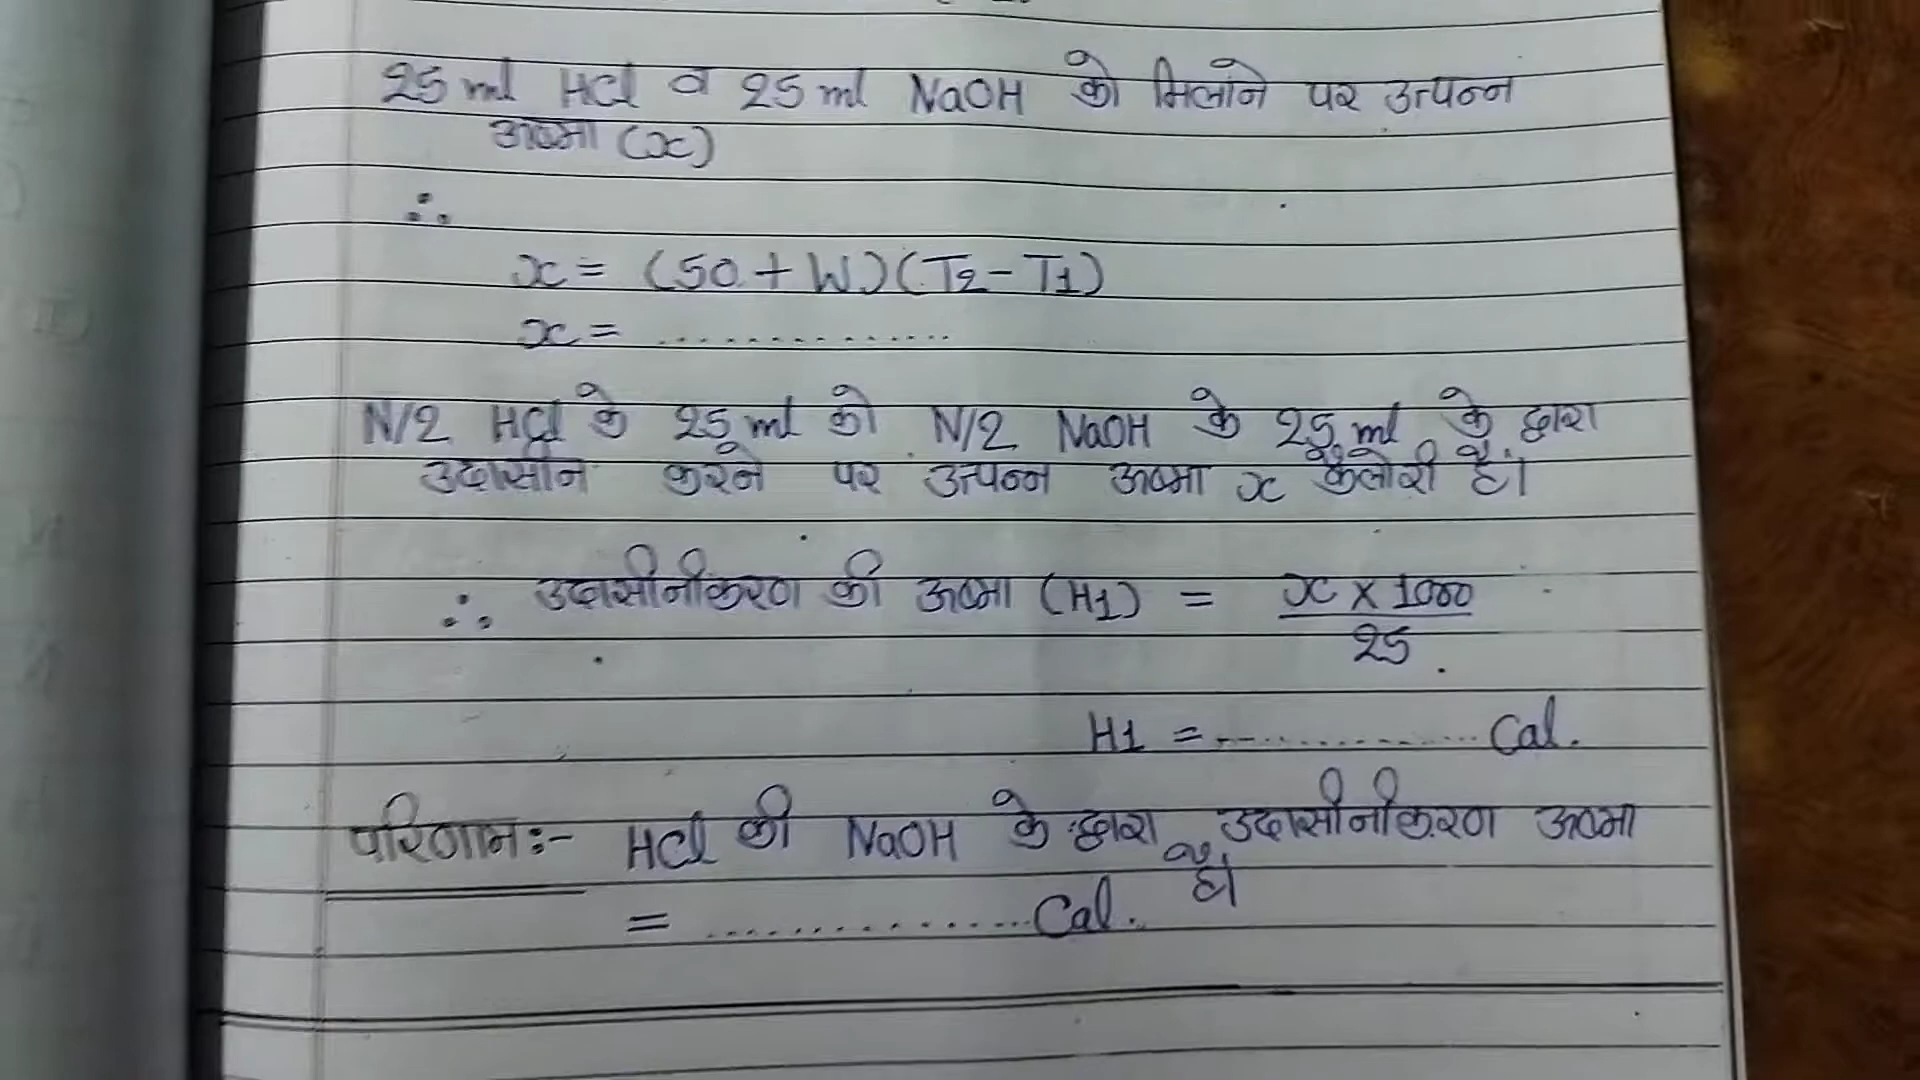 25 ml HCl व 25 ml NaOH को मिलाने पर उत्पन्न
ऊष्मा (x)
∴
x = (50 + W) (T2 - T1)
x = ...............
N/2 HCl के 25 ml को N/2 NaOH के 25 ml के द्वारा
उदासीन करने पर उत्पन्न ऊष्मा x कैलोरी है।
∴ उदासीनीकरण की ऊष्मा (H1) = x × 1000
25
H1 = ............... Cal.
परिणाम:- HCl की NaOH के द्वारा उदासीनीकरण ऊष्मा
= ............... Cal. है।